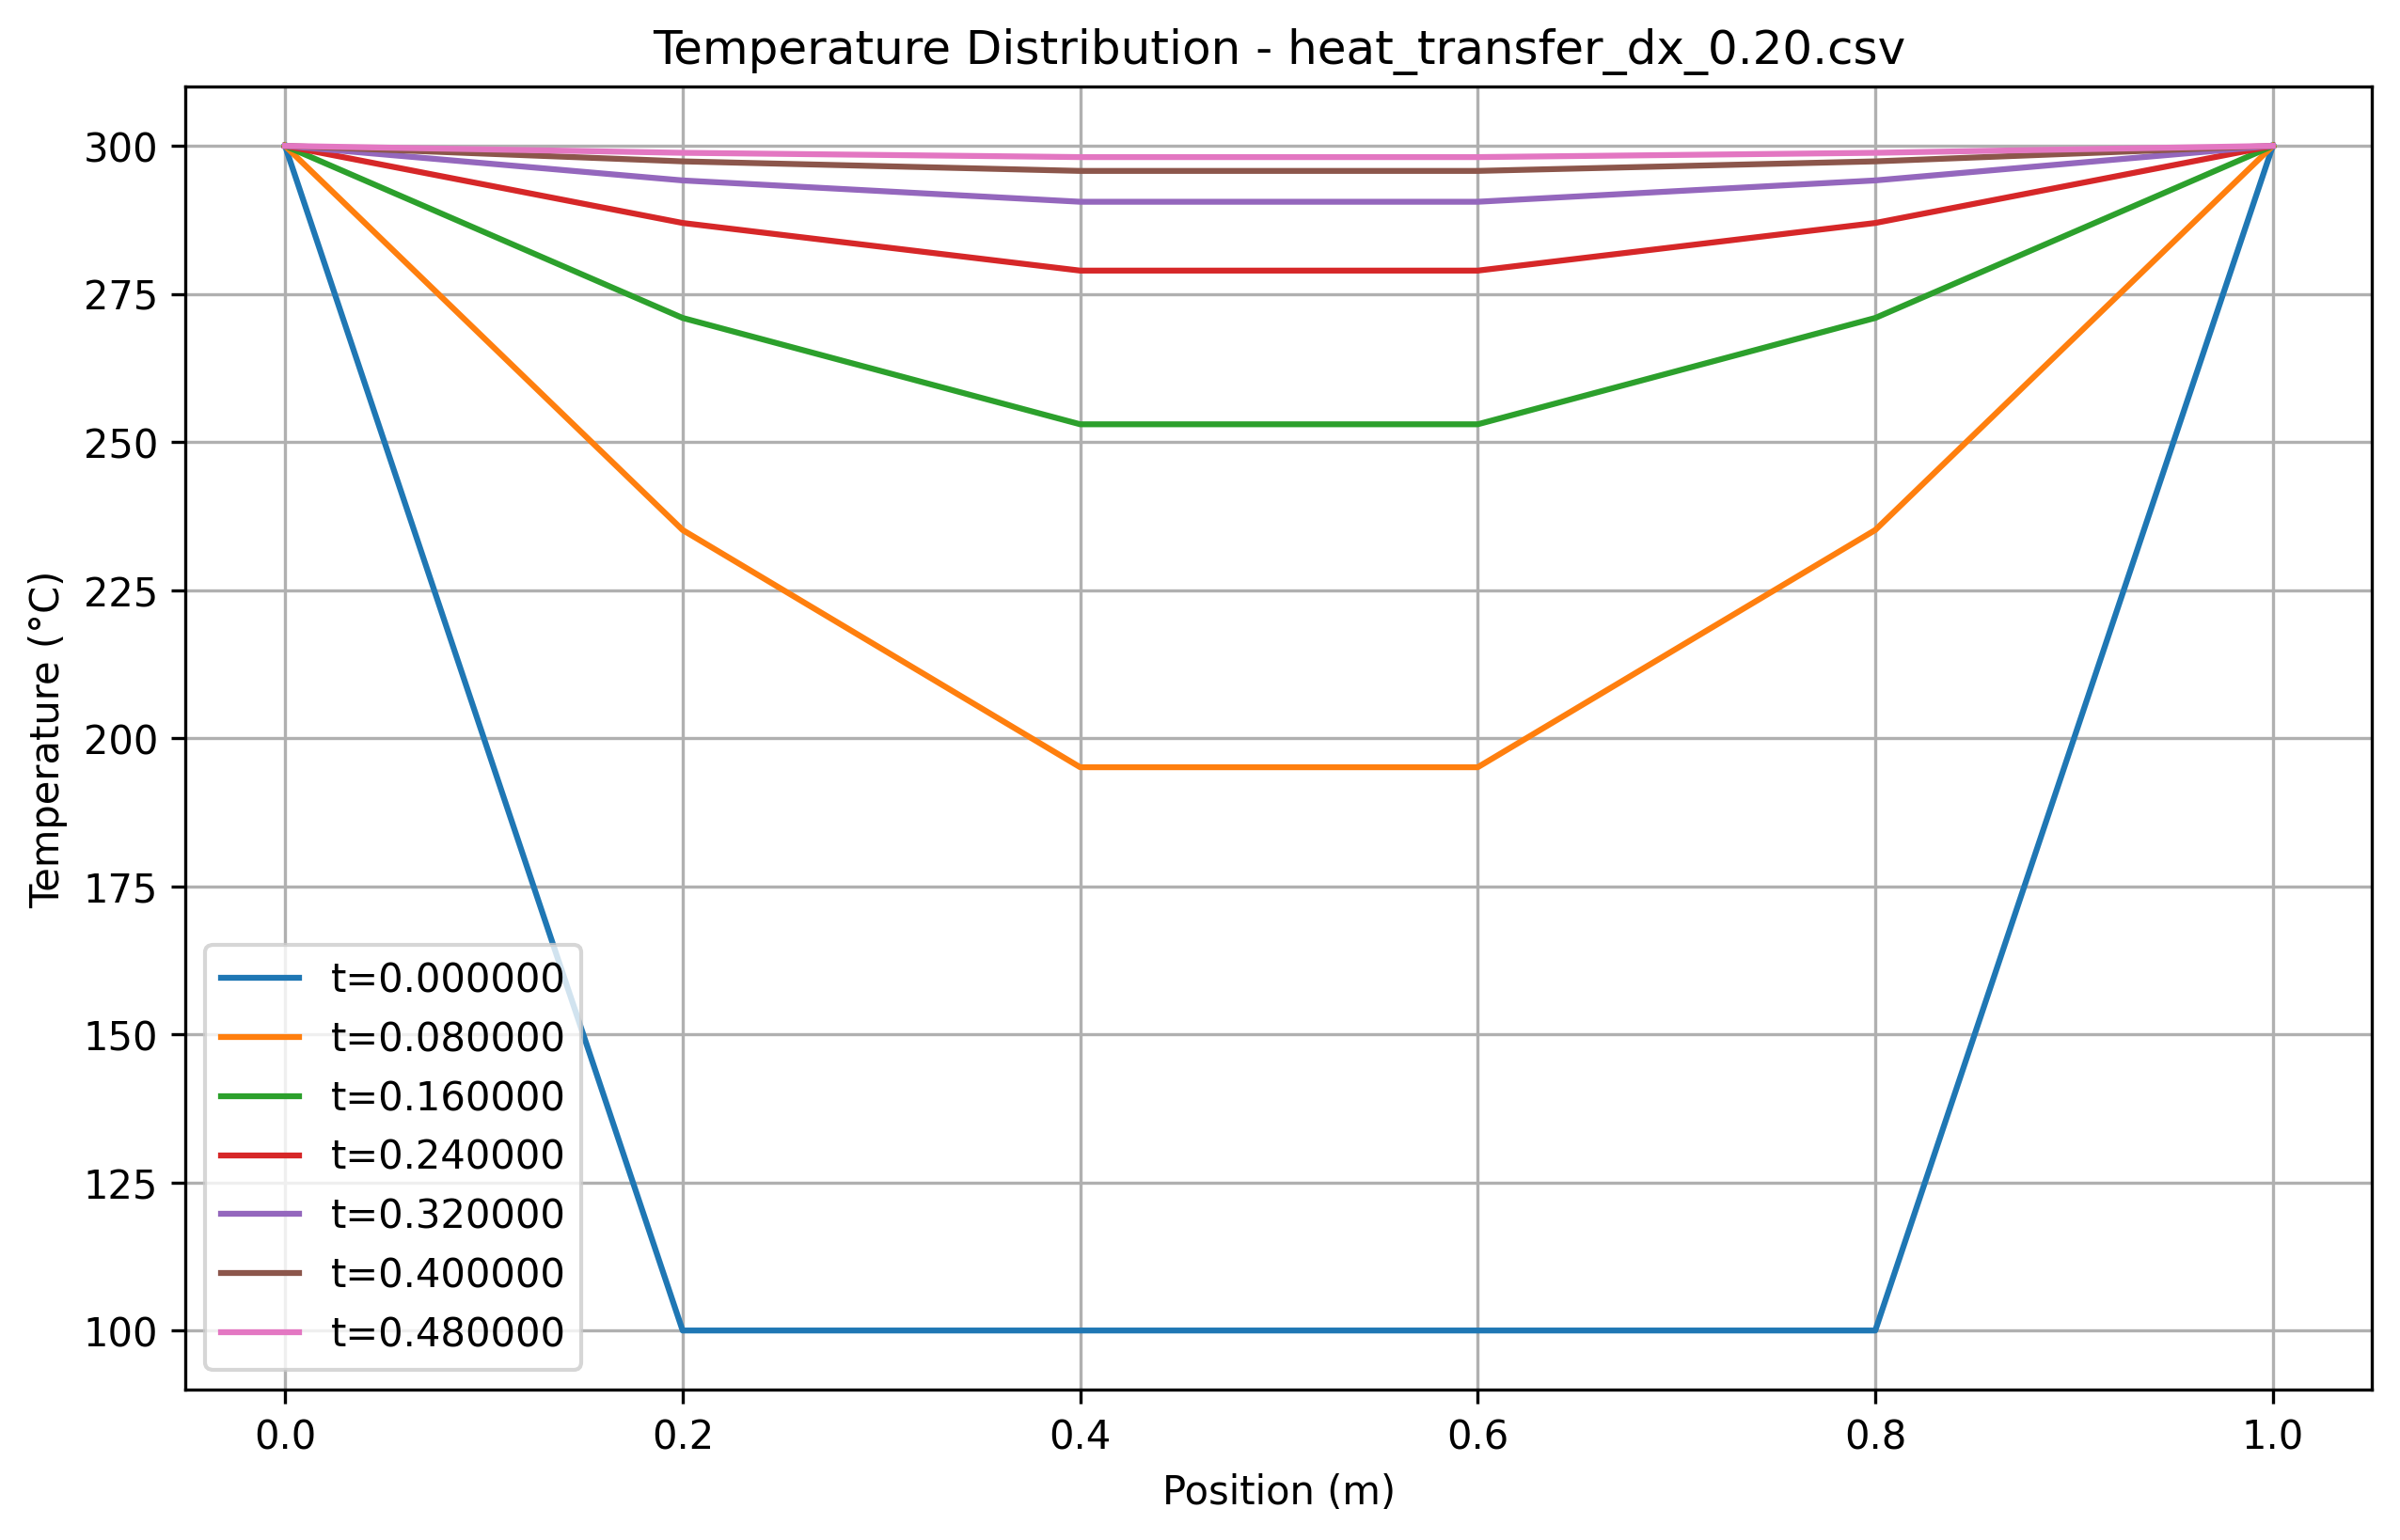 Temperature Distribution - heat_transfer_dx_0.20.csv
300
275
250
225
200
175
150
125
100
Temperature (°C)
t=0.000000
t=0.080000
t=0.160000
t=0.240000
t=0.320000
t=0.400000
t=0.480000
0.0 0.2 0.4 0.6 0.8 1.0
Position (m)